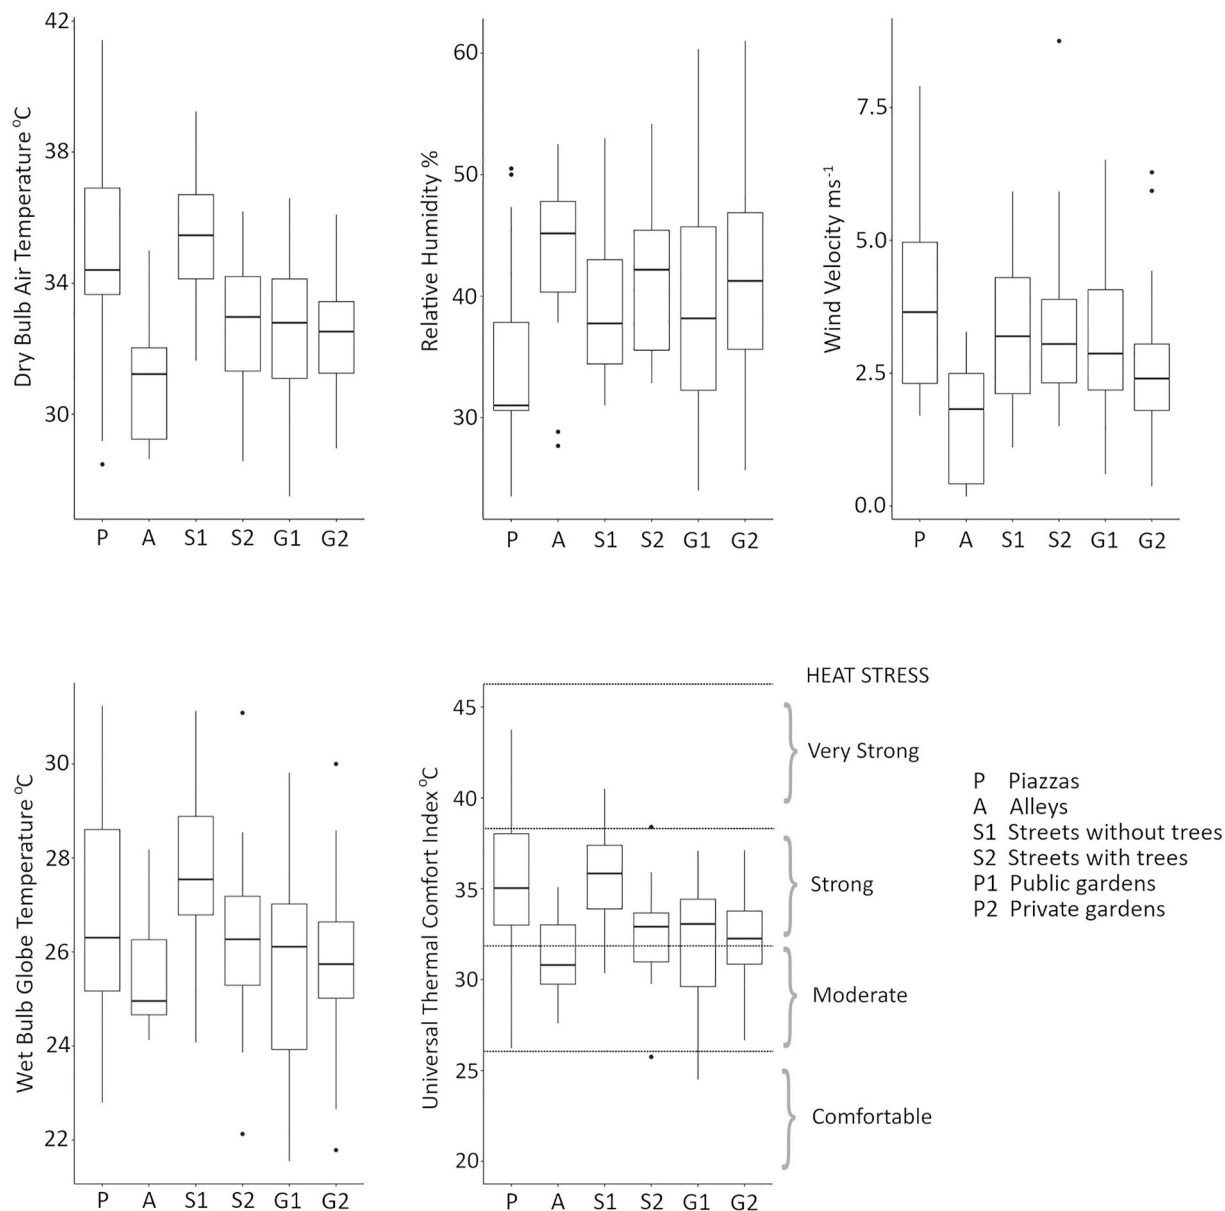 Dry Bulb Air Temperature °C
42
38
34
30
P A S1 S2 G1 G2
Relative Humidity %
60
50
40
30
P A S1 S2 G1 G2
Wind Velocity ms-1
7.5
5.0
2.5
0.0
P A S1 S2 G1 G2
Wet Bulb Globe Temperature °C
30
28
26
24
22
P A S1 S2 G1 G2
Universal Thermal Comfort Index °C
45
40
35
30
25
20
P A S1 S2 G1 G2
HEAT STRESS
Very Strong
Strong
Moderate
Comfortable
P Piazzas
A Alleys
S1 Streets without trees
S2 Streets with trees
P1 Public gardens
P2 Private gardens